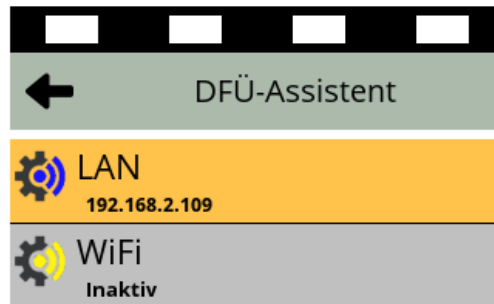 DFÜ-Assistent
LAN
192.168.2.109
WiFi
Inaktiv